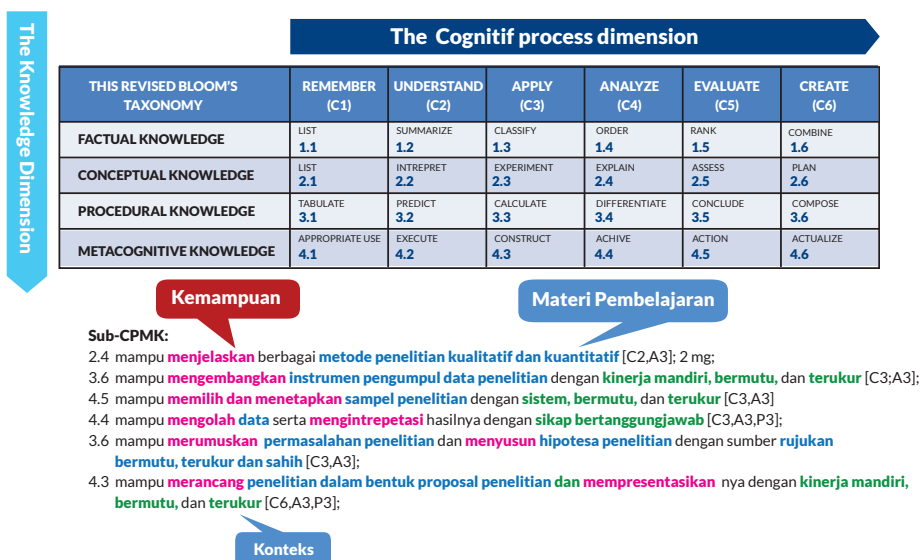 The Cognitif process dimension
The Knowledge Dimension
THIS REVISED BLOOM'S TAXONOMY REMEMBER (C1) UNDERSTAND (C2) APPLY (C3) ANALYZE (C4) EVALUATE (C5) CREATE (C6)
FACTUAL KNOWLEDGE LIST 1.1 SUMMARIZE 1.2 CLASSIFY 1.3 ORDER 1.4 RANK 1.5 COMBINE 1.6
CONCEPTUAL KNOWLEDGE LIST 2.1 INTREPRET 2.2 EXPERIMENT 2.3 EXPLAIN 2.4 ASSESS 2.5 PLAN 2.6
PROCEDURAL KNOWLEDGE TABULATE 3.1 PREDICT 3.2 CALCULATE 3.3 DIFFERENTIATE 3.4 CONCLUDE 3.5 COMPOSE 3.6
METACOGNITIVE KNOWLEDGE APPROPRIATE USE 4.1 EXECUTE 4.2 CONSTRUCT 4.3 ACHIVE 4.4 ACTION 4.5 ACTUALIZE 4.6
Kemampuan
Materi Pembelajaran
Sub-CPMK:
2.4 mampu menjelaskan berbagai metode penelitian kualitatif dan kuantitatif [C2,A3]; 2 mg;
3.6 mampu mengembangkan instrumen pengumpul data penelitian dengan kinerja mandiri, bermutu, dan terukur [C3;A3];
4.5 mampu memilih dan menetapkan sampel penelitian dengan sistem, bermutu, dan terukur [C3,A3]
4.4 mampu mengolah data serta mengintrepetasi hasilnya dengan sikap bertanggungjawab [C3,A3,P3];
3.6 mampu merumuskan permasalahan penelitian dan menyusun hipotesa penelitian dengan sumber rujukan
bermutu, terukur dan sahih [C3,A3];
4.3 mampu merancang penelitian dalam bentuk proposal penelitian dan mempresentasikan nya dengan kinerja mandiri,
bermutu, dan terukur [C6,A3,P3];
Konteks